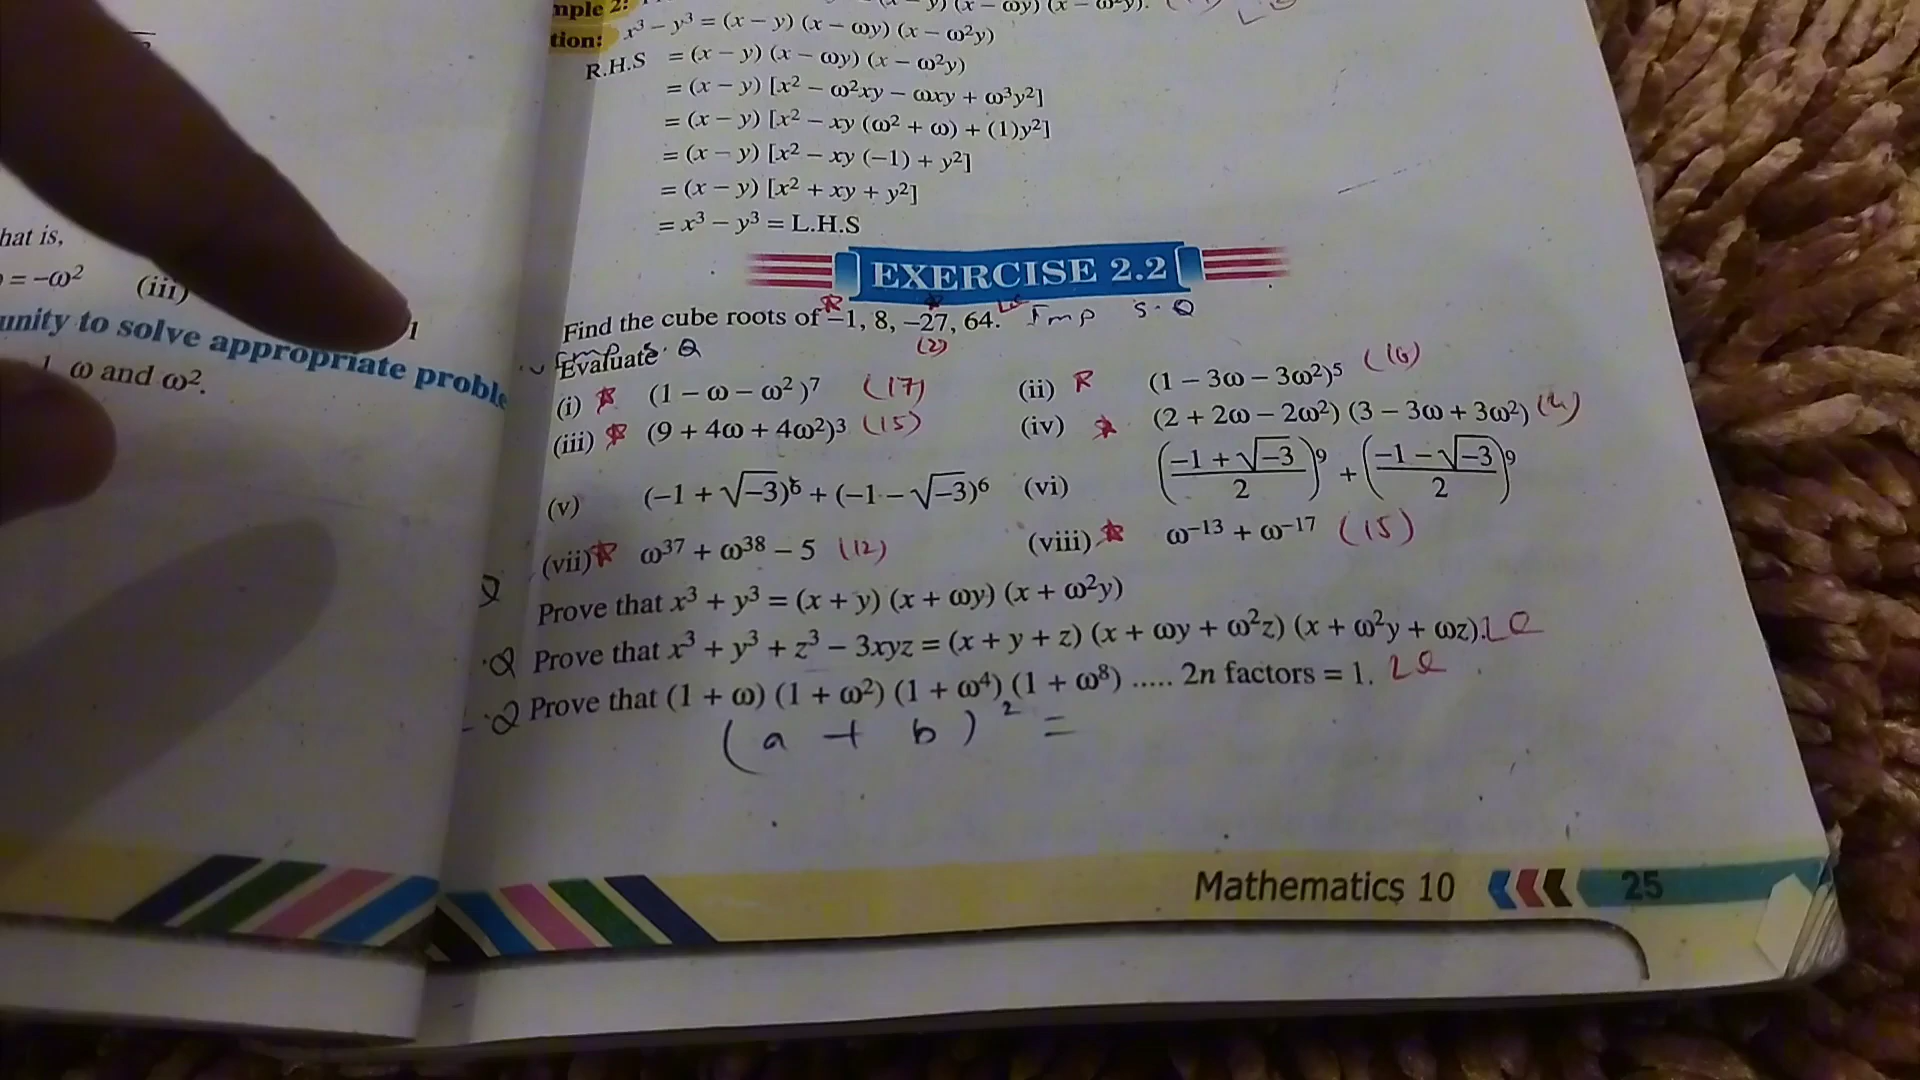 hat is,
= –ω²
(iii)
1
unity to solve appropriate proble
ω and ω².
mple 2:
tion: x³ – y³ = (x – y) (x – ωy) (x – ω²y)
R.H.S = (x – y) (x – ωy) (x – ω²y)
= (x – y) [x² – ω²xy – ωxy + ω³y²]
= (x – y) [x² – xy (ω² + ω) + (1)y²]
= (x – y) [x² – xy (–1) + y²]
= (x – y) [x² + xy + y²]
= x³ – y³ = L.H.S
EXERCISE 2.2
Find the cube roots of –1, 8, –27, 64. Imp S.Q
(2)
Evaluate Q
(i) (1 – ω – ω²)⁷ (17) (ii) R (1 – 3ω – 3ω²)⁵ (16)
(iii) (9 + 4ω + 4ω²)³ (15) (iv) (2 + 2ω – 2ω²) (3 – 3ω + 3ω²)
(v) (–1 + √–3)⁶ + (–1 – √–3)⁶ (vi) ((–1 + √–3)/2)⁹ + ((–1 – √–3)/2)⁹
(vii) ω³⁷ + ω³⁸ – 5 (12) (viii) ω⁻¹³ + ω⁻¹⁷ (15)
Prove that x³ + y³ = (x + y) (x + ωy) (x + ω²y)
Q Prove that x³ + y³ + z³ – 3xyz = (x + y + z) (x + ωy + ω²z) (x + ω²y + ωz). LQ
Q Prove that (1 + ω) (1 + ω²) (1 + ω⁴) (1 + ω⁸) ..... 2n factors = 1. LQ
(a + b)² =
Mathematics 10 25